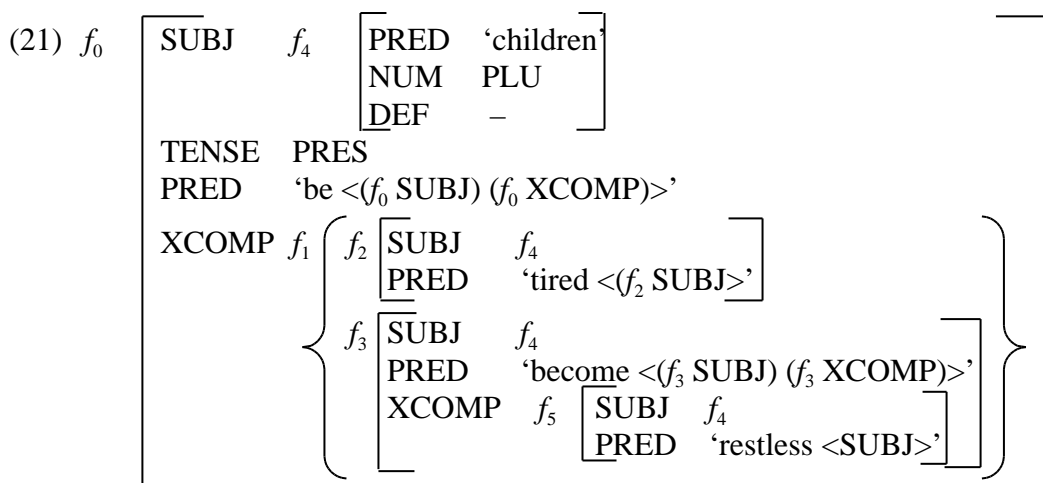 (21) f₀ SUBJ f₄ PRED ‘children’
NUM PLU
DEF –
TENSE PRES
PRED ‘be <(f₀ SUBJ) (f₀ XCOMP)>’
XCOMP f₁ f₂ SUBJ f₄
PRED ‘tired <(f₂ SUBJ>’
f₃ SUBJ f₄
PRED ‘become <(f₃ SUBJ) (f₃ XCOMP)>’
XCOMP f₅ SUBJ f₄
PRED ‘restless <SUBJ>’